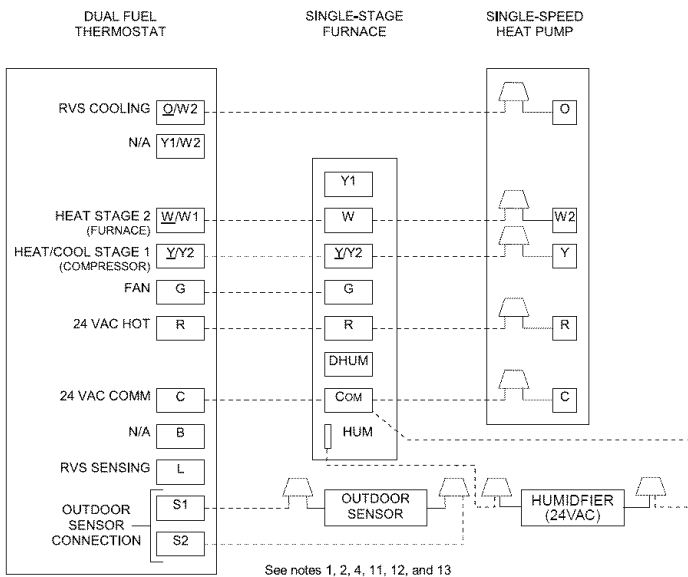 DUAL FUEL
THERMOSTAT
SINGLE-STAGE
FURNACE
SINGLE-SPEED
HEAT PUMP
RVS COOLING O/W2 O
N/A Y1/W2
Y1
HEAT STAGE 2
(FURNACE)
W/W1 W W2
HEAT/COOL STAGE 1
(COMPRESSOR)
Y/Y2 Y/Y2 Y
FAN G G
24 VAC HOT R R R
DHUM
24 VAC COMM C COM C
N/A B HUM
RVS SENSING L
OUTDOOR
SENSOR
CONNECTION
S1
S2
OUTDOOR
SENSOR
HUMIDFIER
(24VAC)
See notes 1, 2, 4, 11, 12, and 13